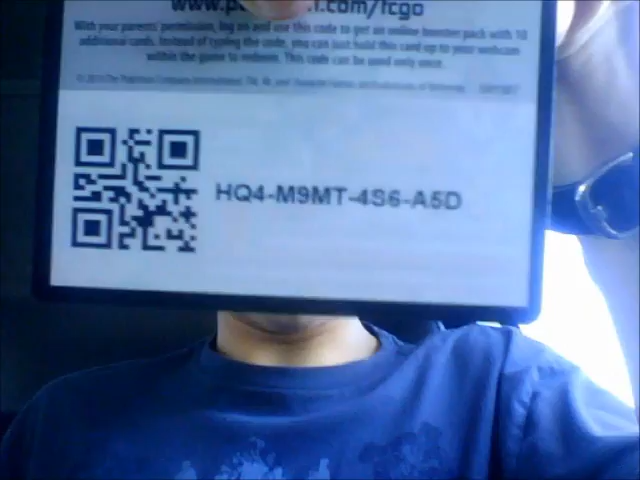 www.p n.com/tcgo
With your parents' permission, log on and use this code to get an online booster pack with 10
additional cards. Instead of typing the code, you can just hold this card up to your webcam
within the game to redeem. This code can be used only once.
HQ4-M9MT-4S6-A5D